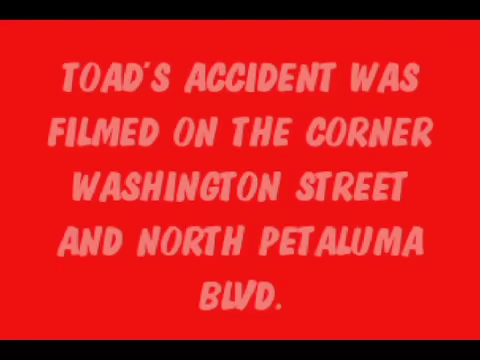 TOAD'S ACCIDENT WAS
FILMED ON THE CORNER
WASHINGTON STREET
AND NORTH PETALUMA
BLVD.